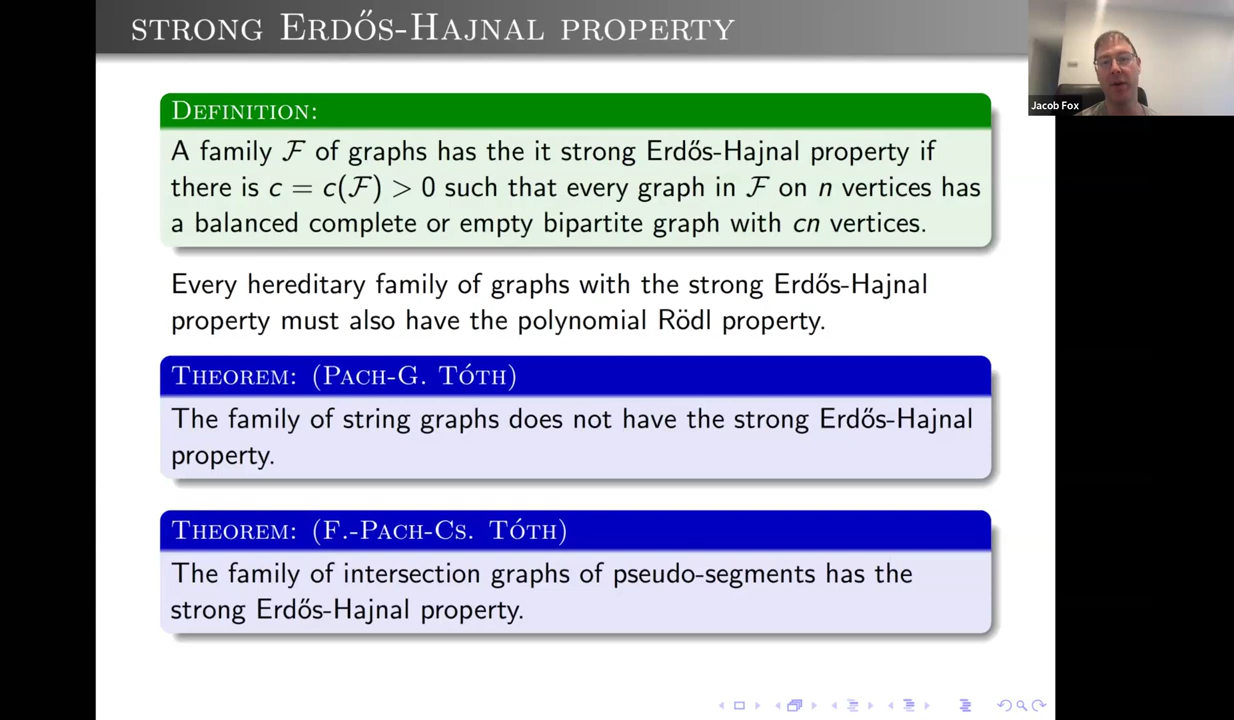 STRONG ERDŐS-HAJNAL PROPERTY
DEFINITION:
A family ℱ of graphs has the it strong Erdős-Hajnal property if
there is c = c(ℱ) > 0 such that every graph in ℱ on n vertices has
a balanced complete or empty bipartite graph with cn vertices.
Every hereditary family of graphs with the strong Erdős-Hajnal
property must also have the polynomial Rödl property.
THEOREM: (PACH-G. TÓTH)
The family of string graphs does not have the strong Erdős-Hajnal
property.
THEOREM: (F.-PACH-CS. TÓTH)
The family of intersection graphs of pseudo-segments has the
strong Erdős-Hajnal property.
Jacob Fox